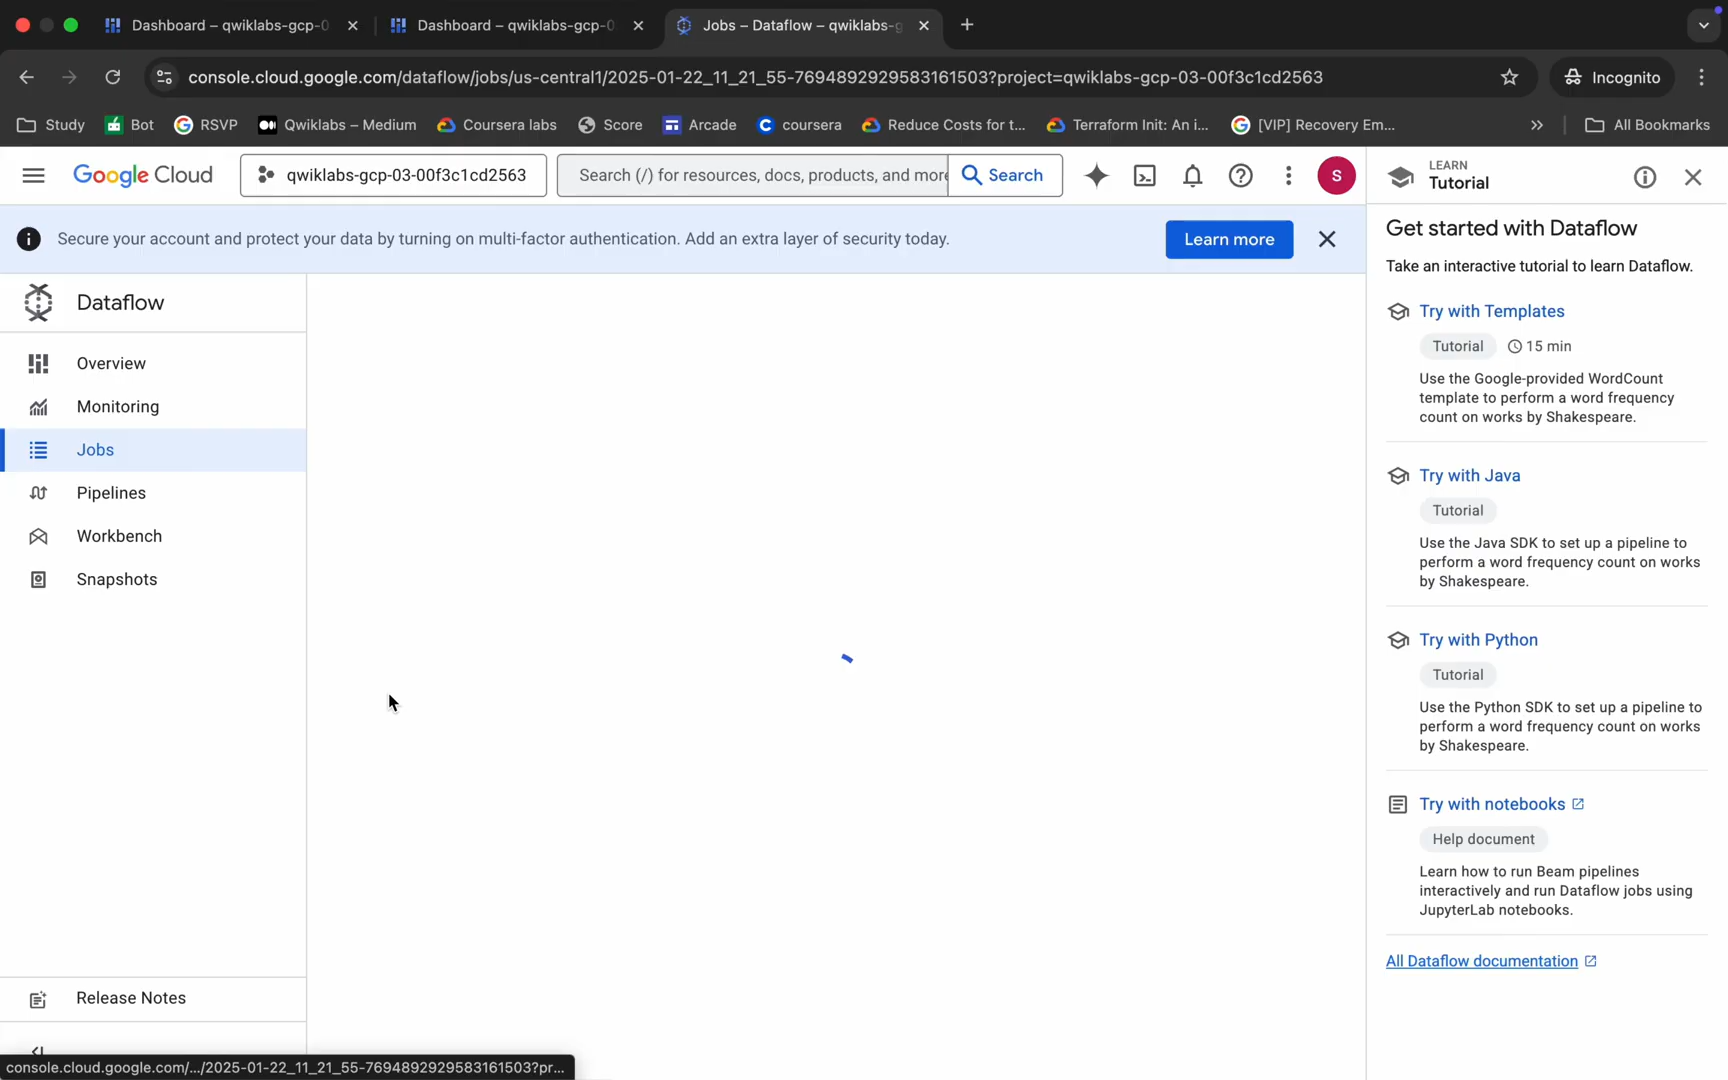 Dashboard – qwiklabs-gcp-0
Dashboard – qwiklabs-gcp-0
Jobs – Dataflow – qwiklabs-g
console.cloud.google.com/dataflow/jobs/us-central1/2025-01-22_11_21_55-7694892929583161503?project=qwiklabs-gcp-03-00f3c1cd2563
Incognito
Study
Bot
RSVP
Qwiklabs – Medium
Coursera labs
Score
Arcade
coursera
Reduce Costs for t...
Terraform Init: An i...
[VIP] Recovery Em...
All Bookmarks
Google Cloud
qwiklabs-gcp-03-00f3c1cd2563
Search (/) for resources, docs, products, and more
Search
S
LEARN
Tutorial
Secure your account and protect your data by turning on multi-factor authentication. Add an extra layer of security today.
Learn more
Dataflow
Overview
Monitoring
Jobs
Pipelines
Workbench
Snapshots
Release Notes
Get started with Dataflow
Take an interactive tutorial to learn Dataflow.
Try with Templates
Tutorial
15 min
Use the Google-provided WordCount
template to perform a word frequency
count on works by Shakespeare.
Try with Java
Tutorial
Use the Java SDK to set up a pipeline to
perform a word frequency count on works
by Shakespeare.
Try with Python
Tutorial
Use the Python SDK to set up a pipeline to
perform a word frequency count on works
by Shakespeare.
Try with notebooks
Help document
Learn how to run Beam pipelines
interactively and run Dataflow jobs using
JupyterLab notebooks.
All Dataflow documentation
console.cloud.google.com/.../2025-01-22_11_21_55-7694892929583161503?pr...